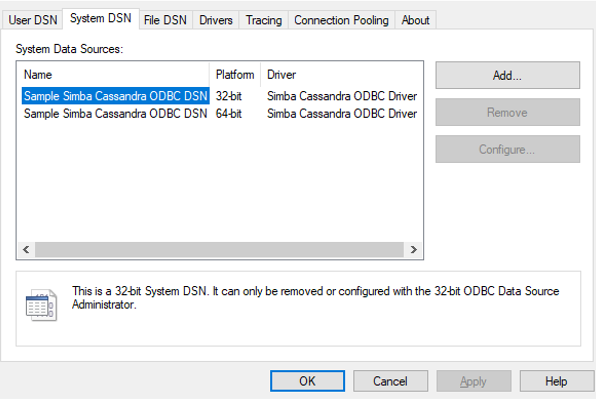 User DSN System DSN File DSN Drivers Tracing Connection Pooling About
System Data Sources:
Name Platform Driver
Sample Simba Cassandra ODBC DSN 32-bit Simba Cassandra ODBC Driver
Sample Simba Cassandra ODBC DSN 64-bit Simba Cassandra ODBC Driver
Add...
Remove
Configure...
This is a 32-bit System DSN. It can only be removed or configured with the 32-bit ODBC Data Source
Administrator.
OK Cancel Apply Help